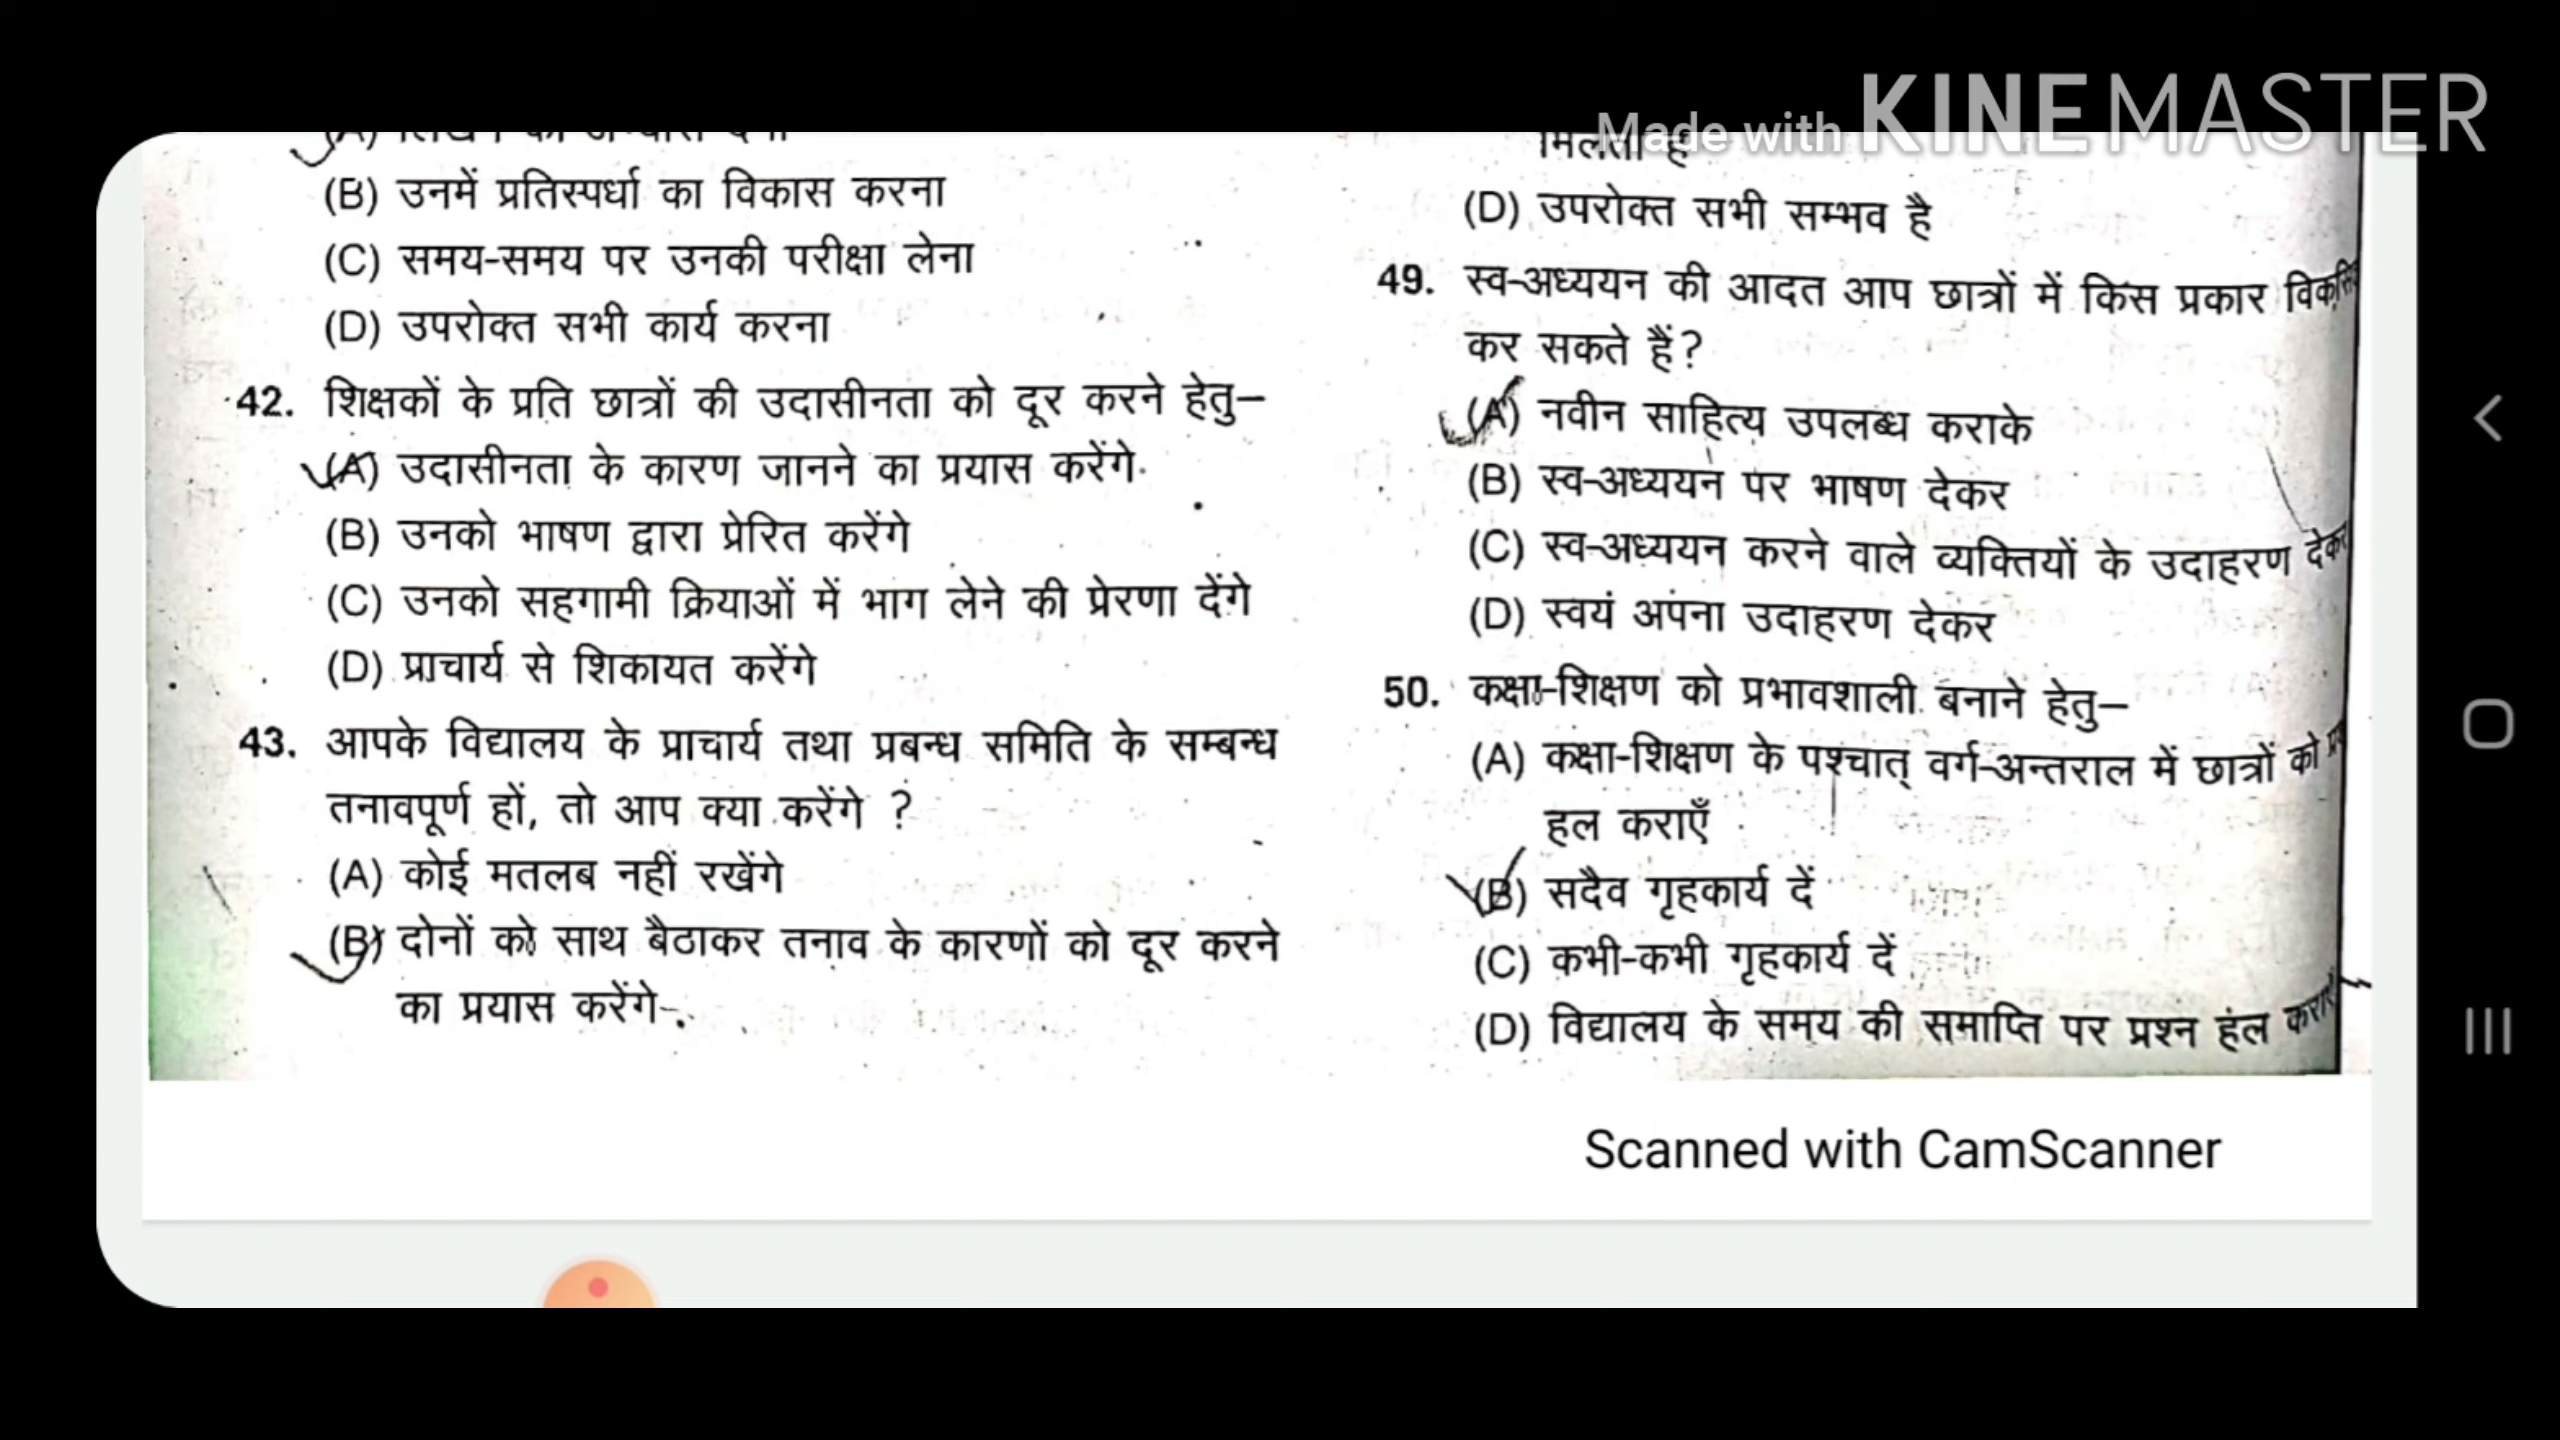 Made with KINEMASTER
(B) उनमें प्रतिस्पर्धा का विकास करना
(C) समय-समय पर उनकी परीक्षा लेना
(D) उपरोक्त सभी कार्य करना
42. शिक्षकों के प्रति छात्रों की उदासीनता को दूर करने हेतु—
(A) उदासीनता के कारण जानने का प्रयास करेंगे
(B) उनको भाषण द्वारा प्रेरित करेंगे
(C) उनको सहगामी क्रियाओं में भाग लेने की प्रेरणा देंगे
(D) प्राचार्य से शिकायत करेंगे
43. आपके विद्यालय के प्राचार्य तथा प्रबन्ध समिति के सम्बन्ध
तनावपूर्ण हों, तो आप क्या करेंगे ?
(A) कोई मतलब नहीं रखेंगे
(B) दोनों को साथ बैठाकर तनाव के कारणों को दूर करने
का प्रयास करेंगे
मिलता है
(D) उपरोक्त सभी सम्भव है
49. स्व-अध्ययन की आदत आप छात्रों में किस प्रकार
कर सकते हैं?
(A) नवीन साहित्य उपलब्ध कराके
(B) स्व-अध्ययन पर भाषण देकर
(C) स्व-अध्ययन करने वाले व्यक्तियों के उदाहरण देकर
(D) स्वयं अपना उदाहरण देकर
50. कक्षा-शिक्षण को प्रभावशाली बनाने हेतु—
(A) कक्षा-शिक्षण के पश्चात् वर्ग-अन्तराल में छात्रों को
हल कराएँ
(B) सदैव गृहकार्य दें
(C) कभी-कभी गृहकार्य दें
(D) विद्यालय के समय की समाप्ति पर प्रश्न हल
Scanned with CamScanner